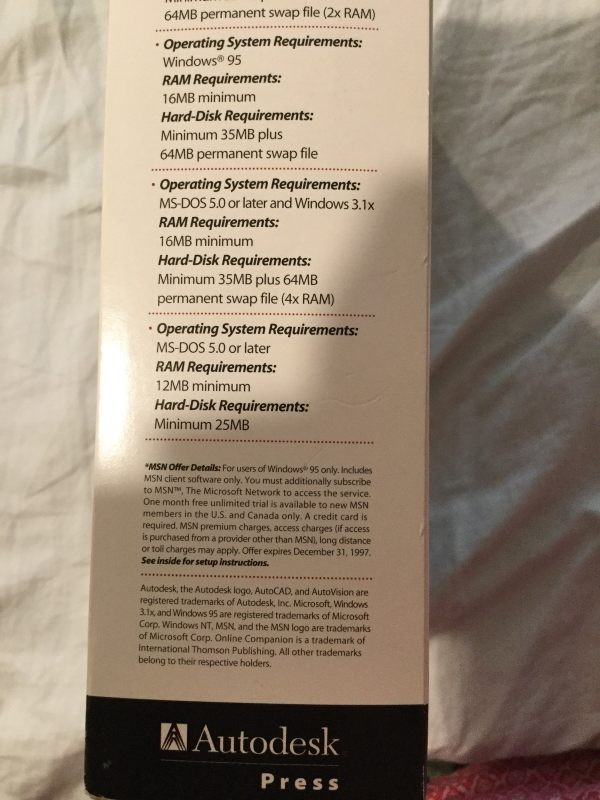 64MB permanent swap file (2x RAM)
• Operating System Requirements:
Windows® 95
RAM Requirements:
16MB minimum
Hard-Disk Requirements:
Minimum 35MB plus
64MB permanent swap file
• Operating System Requirements:
MS-DOS 5.0 or later and Windows 3.1x
RAM Requirements:
16MB minimum
Hard-Disk Requirements:
Minimum 35MB plus 64MB
permanent swap file (4x RAM)
• Operating System Requirements:
MS-DOS 5.0 or later
RAM Requirements:
12MB minimum
Hard-Disk Requirements:
Minimum 25MB
*MSN Offer Details: For users of Windows® 95 only. Includes
MSN client software only. You must additionally subscribe
to MSN™, The Microsoft Network to access the service.
One month free unlimited trial is available to new MSN
members in the U.S. and Canada only. A credit card is
required. MSN premium charges, access charges (if access
is purchased from a provider other than MSN), long distance
or toll charges may apply. Offer expires December 31, 1997.
See inside for setup instructions.
Autodesk, the Autodesk logo, AutoCAD, and AutoVision are
registered trademarks of Autodesk, Inc. Microsoft, Windows
3.1x, and Windows 95 are registered trademarks of Microsoft
Corp. Windows NT, MSN, and the MSN logo are trademarks
of Microsoft Corp. Online Companion is a trademark of
International Thomson Publishing. All other trademarks
belong to their respective holders.
Autodesk
Press